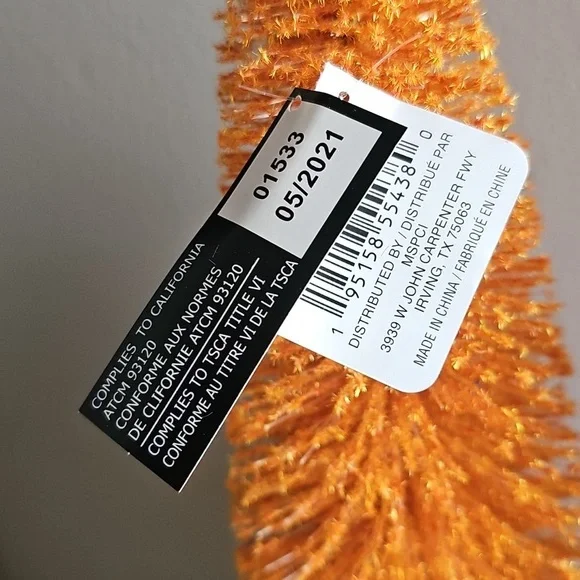 01533
05/2021
COMPLIES TO CALIFORNIA
ATCM 93120
CONFORME AUX NORMES
DE CLIFORNIE ATCM 93120
COMPLIES TO TSCA TITLE VI
CONFORME AU TITRE VI DE LA TSCA
1 95158 55438 0
DISTRIBUTED BY / DISTRIBUÉ PAR
MSPCI
3939 W JOHN CARPENTER FWY
IRVING, TX 75063
MADE IN CHINA / FABRIQUÉ EN CHINE